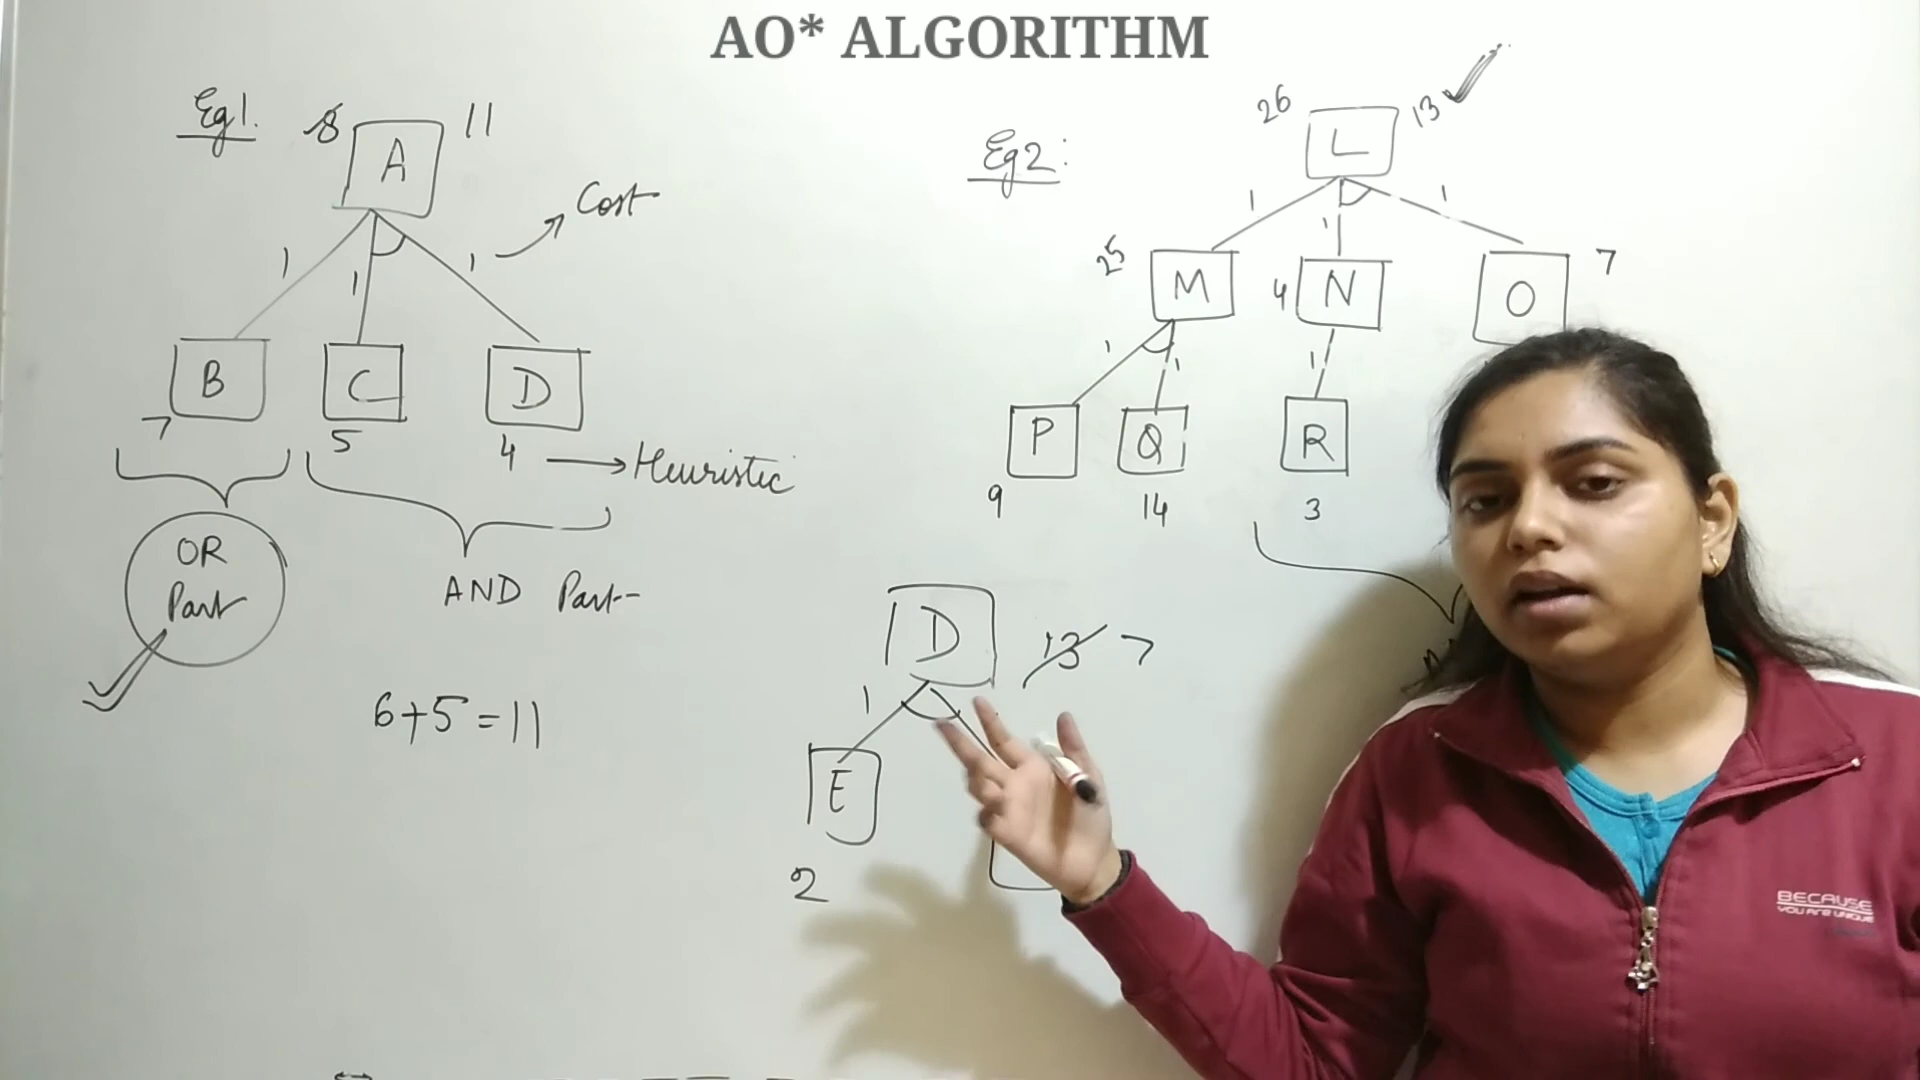 AO* ALGORITHM
Eg1.
8
A
11
1
1
1
Cost
B
C
D
7
5
4
Heuristic
OR
Part
AND Part
6+5=11
Eg2:
26
L
13
1
1
1
25
M
4
N
O
7
1
1
1
P
Q
R
9
14
3
D
13
7
1
E
2
BECAUSE
YOU ARE UNIQUE